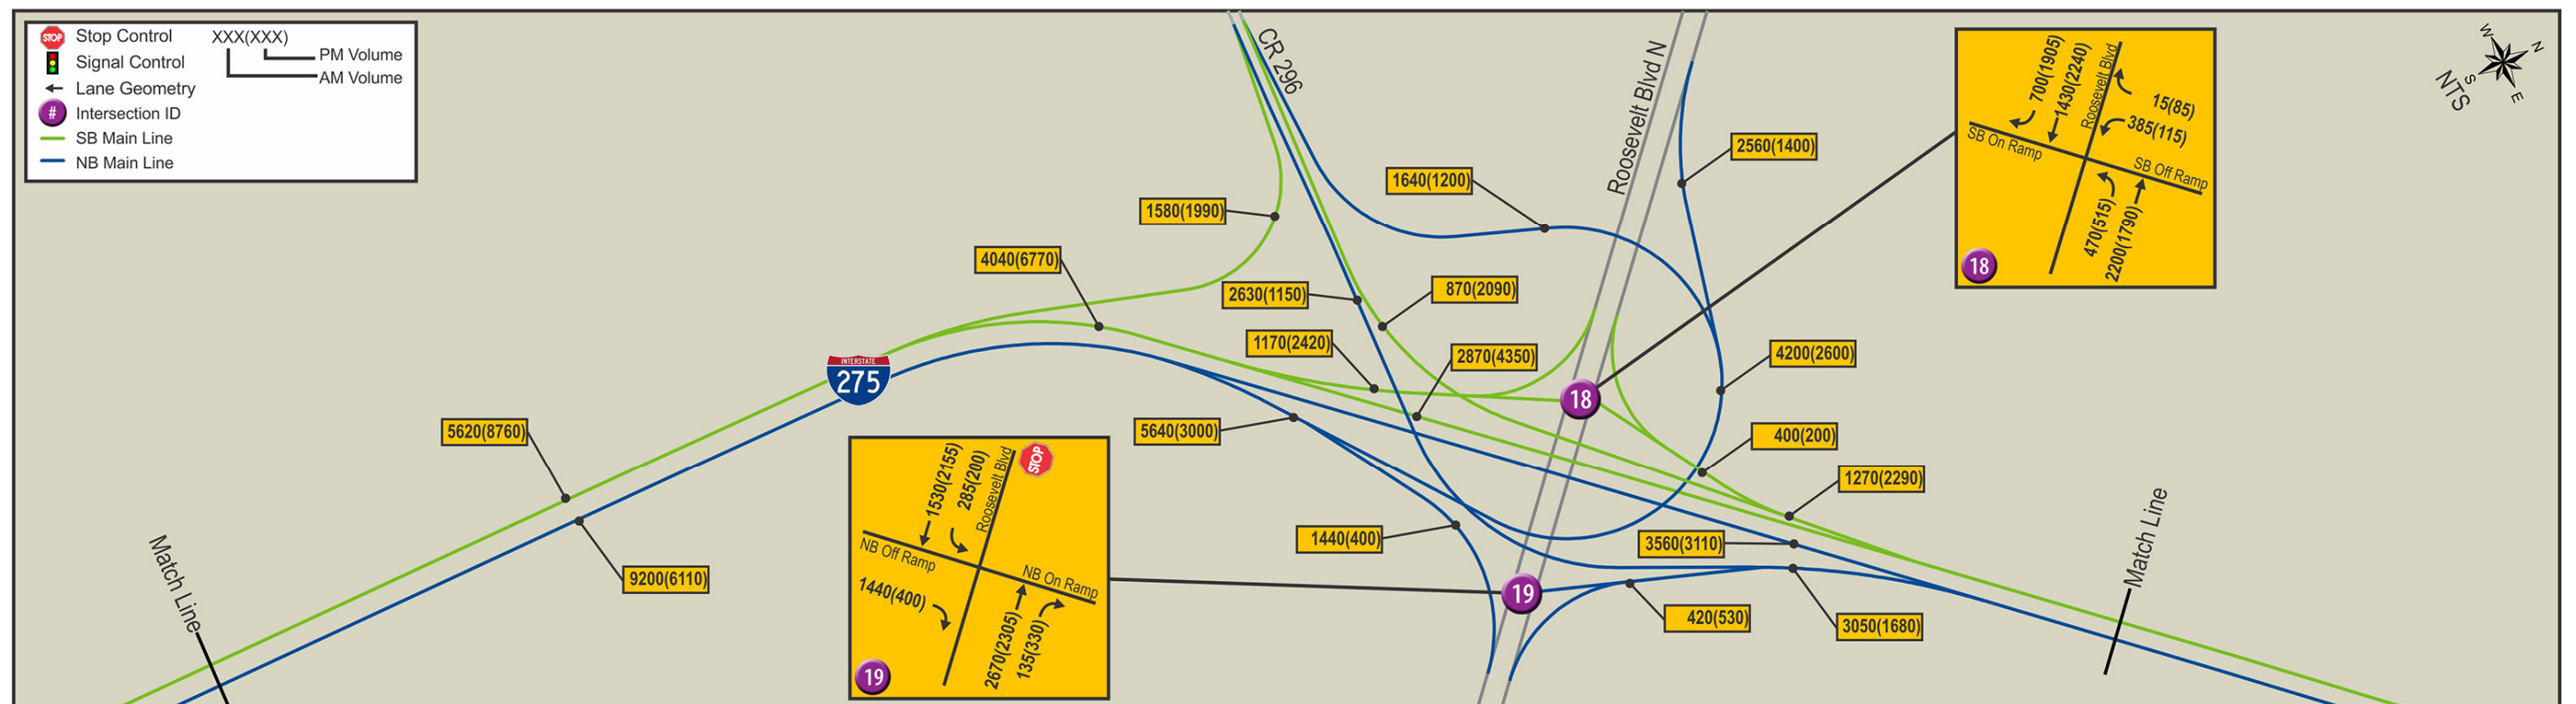 STOP
Stop Control
Signal Control
Lane Geometry
# Intersection ID
SB Main Line
NB Main Line
XXX(XXX)
PM Volume
AM Volume
CR 296
Roosevelt Blvd N
W
N
S
E
NTS
700(1905)
1430(2240)
Roosevelt Blvd
15(85)
385(115)
SB On Ramp
SB Off Ramp
470(515)
2200(1790)
18
2560(1400)
1640(1200)
1580(1990)
4040(6770)
2630(1150)
870(2090)
1170(2420)
2870(4350)
4200(2600)
INTERSTATE
275
18
5620(8760)
5640(3000)
400(200)
1270(2290)
1440(400)
3560(3110)
9200(6110)
420(530)
3050(1680)
19
Match Line
Match Line
1530(2155)
285(200)
Roosevelt Blvd
STOP
NB Off Ramp
NB On Ramp
1440(400)
2670(2305)
135(330)
19